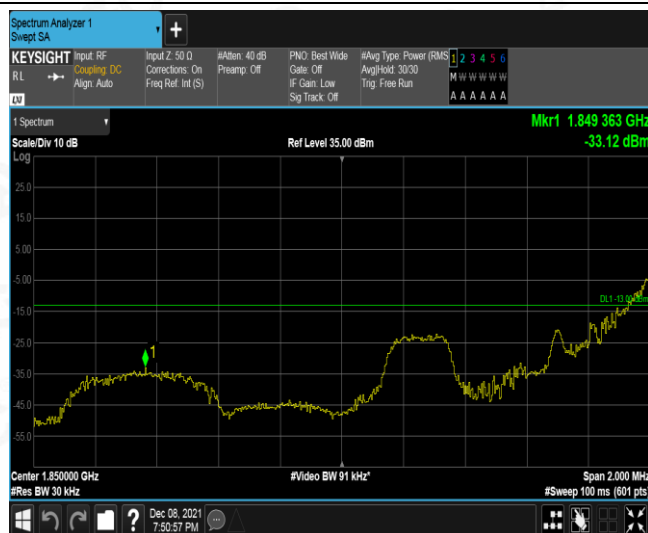 Spectrum Analyzer 1
Swept SA
+
KEYSIGHT
RL
LXI
Input: RF
Coupling: DC
Align: Auto
Input Z: 50 Ω
Corrections: On
Freq Ref: Int (S)
#Atten: 40 dB
Preamp: Off
PNO: Best Wide
Gate: Off
IF Gain: Low
Sig Track: Off
#Avg Type: Power (RMS
Avg|Hold: 30/30
Trig: Free Run
1 2 3 4 5 6
M W W W W W
A A A A A A
1 Spectrum
Mkr1 1.849 363 GHz
Scale/Div 10 dB
Ref Level 35.00 dBm
-33.12 dBm
Log
25.0
15.0
5.00
-5.00
DL1 -13.00 dBm
-15.0
-25.0
1
-35.0
-45.0
-55.0
Center 1.850000 GHz
#Video BW 91 kHz*
Span 2.000 MHz
#Res BW 30 kHz
#Sweep 100 ms (601 pts)
?
Dec 08, 2021
7:50:57 PM